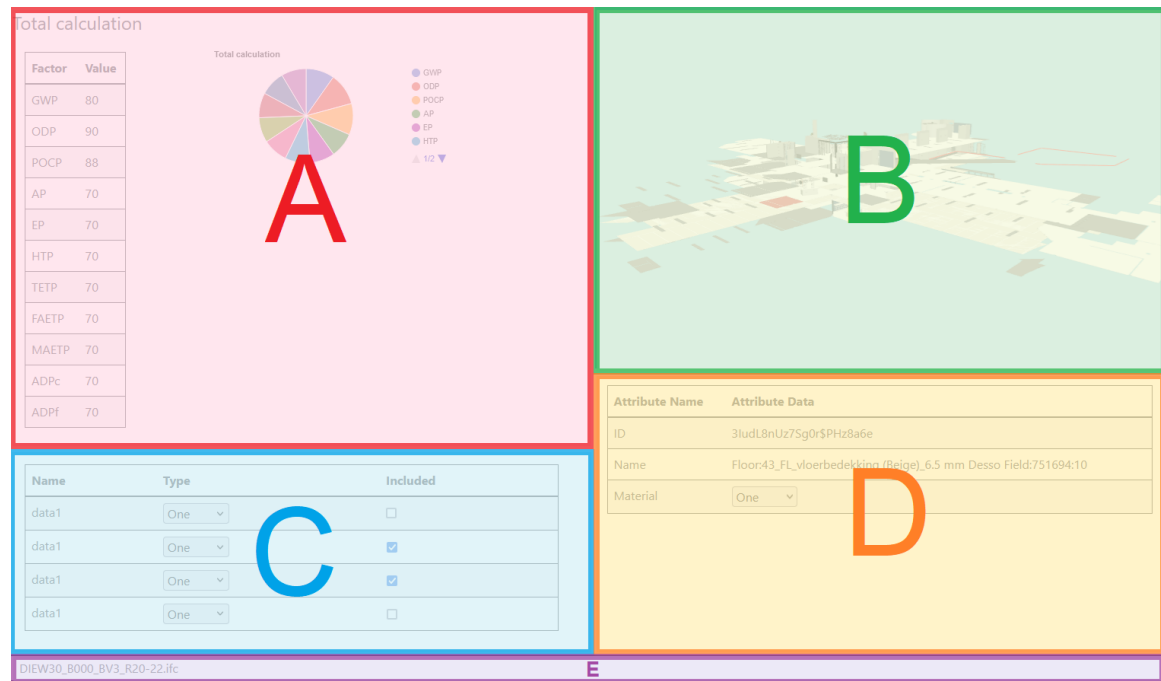 Total calculation
Factor Value
GWP 80
ODP 90
POCP 88
AP 70
EP 70
HTP 70
TETP 70
FAETP 70
MAETP 70
ADPc 70
ADPf 70
Total calculation
GWP
ODP
POCP
AP
EP
HTP
1/2
A
B
Name Type Included
data1 One
data1 One
data1 One
data1 One
C
Attribute Name Attribute Data
ID 3IudL8nUz7Sg0r$PHz8a6e
Name Floor:43_FL_vloerbedekking (Beige)_6.5 mm Desso Field:751694:10
Material One
D
DIEW30_B000_BV3_R20-22.ifc
E